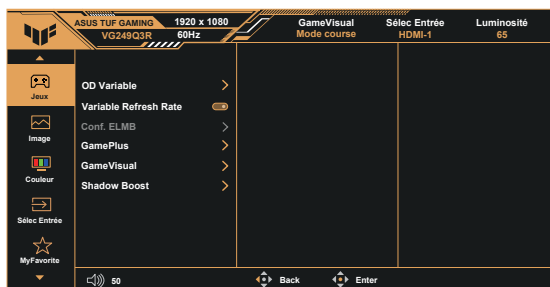 ASUS TUF GAMING 1920 x 1080
VG249Q3R 60Hz
GameVisual
Mode course
Sélec Entrée
HDMI-1
Luminosité
65
Jeux
Image
Couleur
Sélec Entrée
MyFavorite
OD Variable
Variable Refresh Rate
Conf. ELMB
GamePlus
GameVisual
Shadow Boost
50
Back
Enter